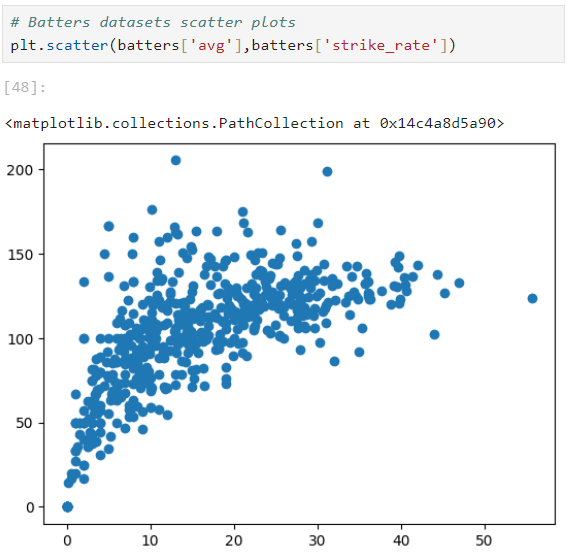 # Batters datasets scatter plots
plt.scatter(batters['avg'],batters['strike_rate'])
[48]:
<matplotlib.collections.PathCollection at 0x14c4a8d5a90>
200
150
100
50
0
0 10 20 30 40 50